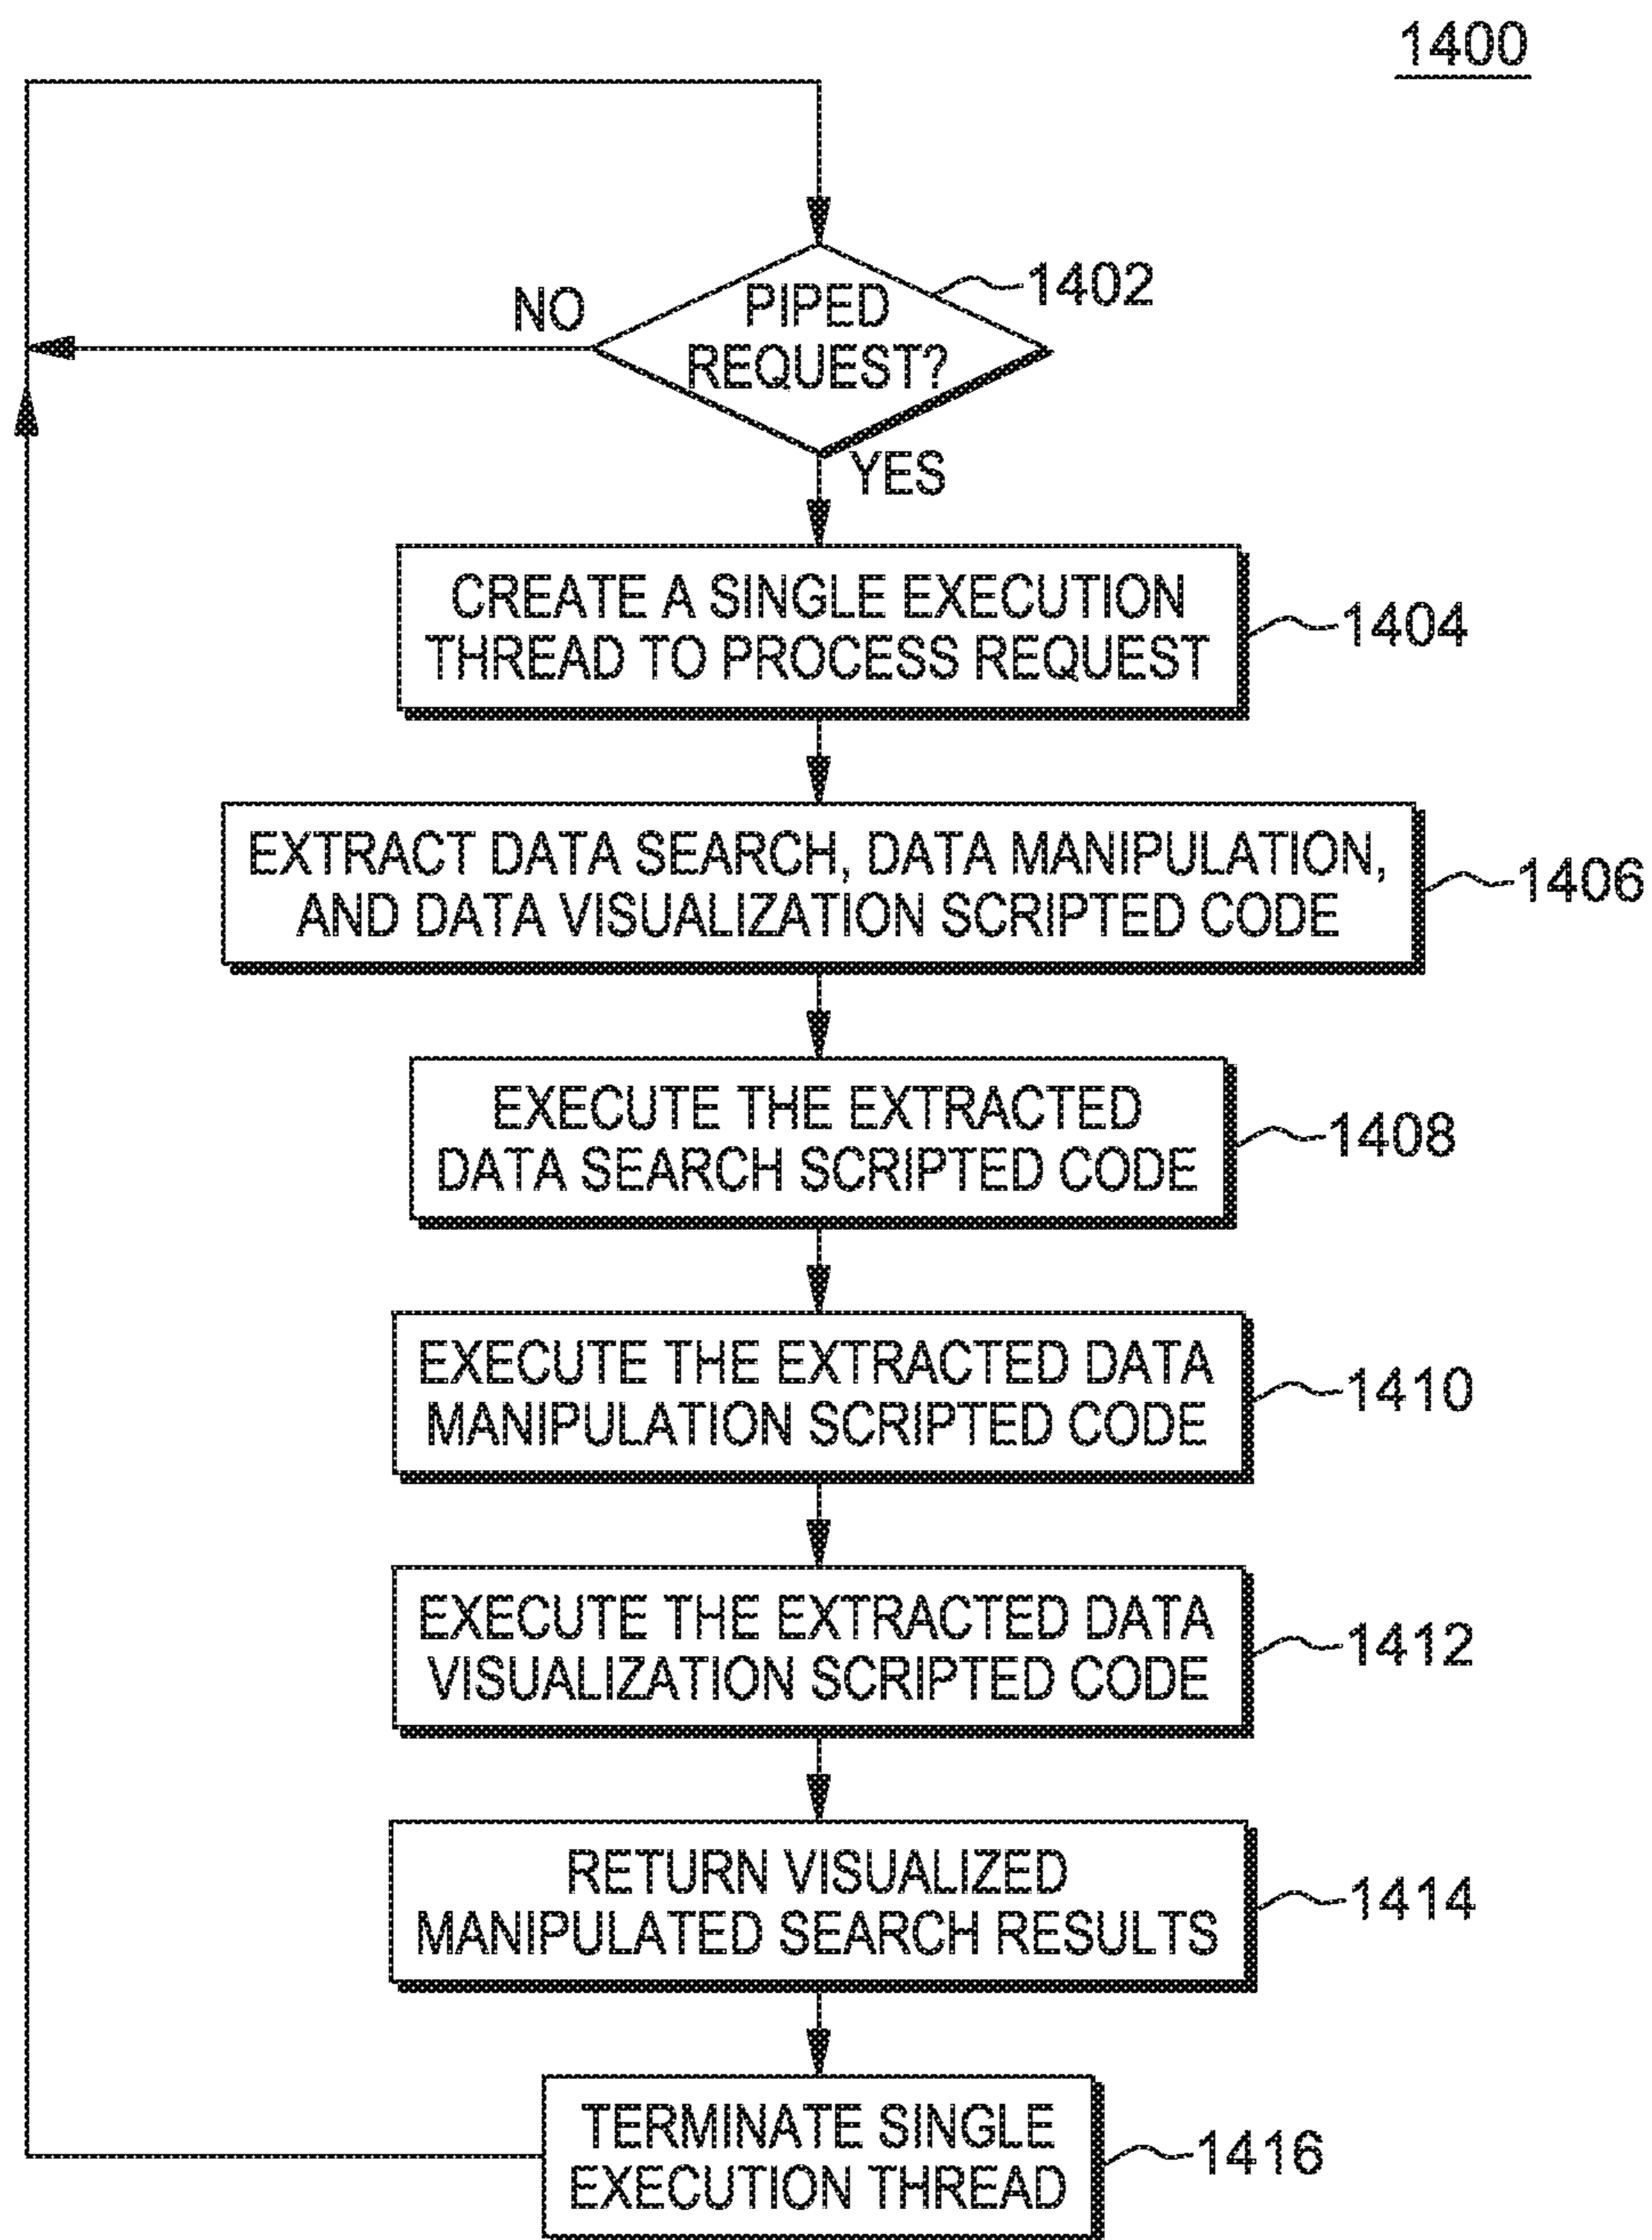 1400
PIPED
REQUEST?
1402
NO
YES
CREATE A SINGLE EXECUTION
THREAD TO PROCESS REQUEST
1404
EXTRACT DATA SEARCH, DATA MANIPULATION,
AND DATA VISUALIZATION SCRIPTED CODE
1406
EXECUTE THE EXTRACTED
DATA SEARCH SCRIPTED CODE
1408
EXECUTE THE EXTRACTED DATA
MANIPULATION SCRIPTED CODE
1410
EXECUTE THE EXTRACTED DATA
VISUALIZATION SCRIPTED CODE
1412
RETURN VISUALIZED
MANIPULATED SEARCH RESULTS
1414
TERMINATE SINGLE
EXECUTION THREAD
1416